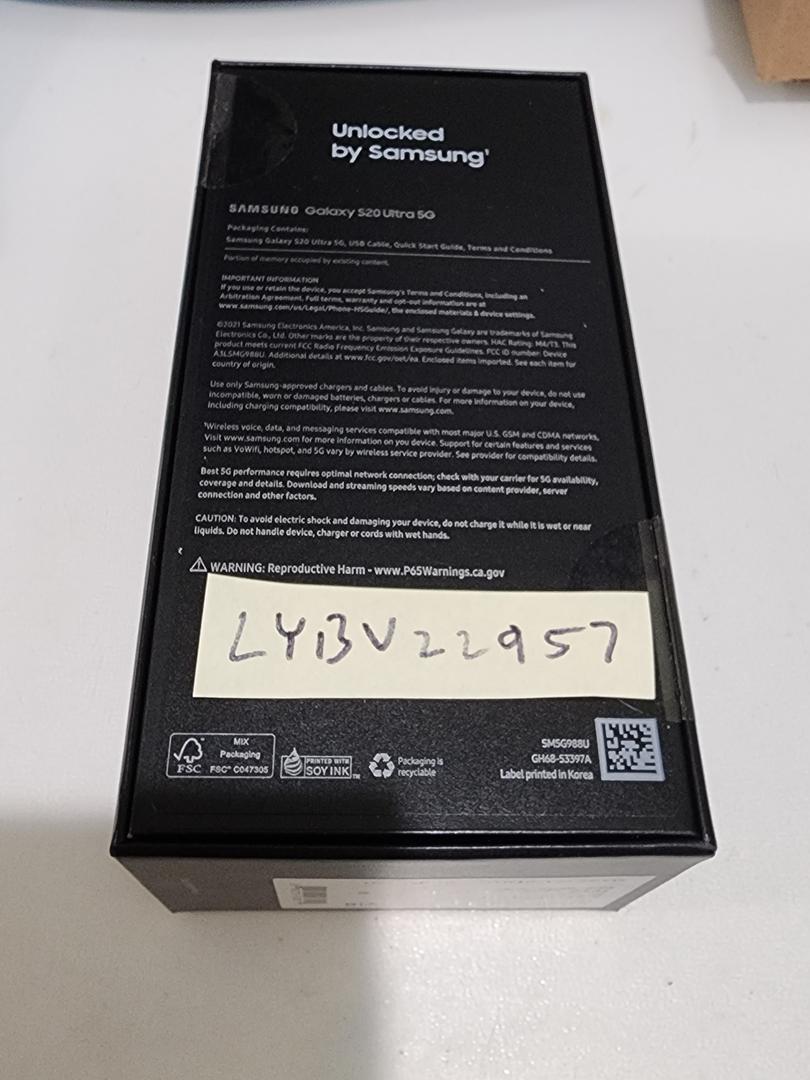 Unlocked
by Samsung¹
SAMSUNG Galaxy S20 Ultra 5G
Packaging Contains:
Samsung Galaxy S20 Ultra 5G, USB Cable, Quick Start Guide, Terms and Conditions
Portion of memory occupied by existing content.
IMPORTANT INFORMATION
If you use or retain the device, you accept Samsung's Terms and Conditions, including an
Arbitration Agreement. Full terms, warranty and opt-out information are at
www.samsung.com/us/Legal/Phone-HSGuide/, the enclosed materials & device settings.
©2021 Samsung Electronics America, Inc. Samsung and Samsung Galaxy are trademarks of Samsung
Electronics Co., Ltd. Other marks are the property of their respective owners. HAC Rating: M4/T3. This
product meets current FCC Radio Frequency Emission Exposure Guidelines. FCC ID number: Device
A3LSMG988U. Additional details at www.fcc.gov/oet/ea. Enclosed items imported. See each item for
country of origin.
Use only Samsung-approved chargers and cables. To avoid injury or damage to your device, do not use
incompatible, worn or damaged batteries, chargers or cables. For more information on your device,
including charging compatibility, please visit www.samsung.com.
¹Wireless voice, data, and messaging services compatible with most major U.S. GSM and CDMA networks.
Visit www.samsung.com for more information on you device. Support for certain features and services
such as VoWifi, hotspot, and 5G vary by wireless service provider. See provider for compatibility details.
Best 5G performance requires optimal network connection; check with your carrier for 5G availability,
coverage and details. Download and streaming speeds vary based on content provider, server
connection and other factors.
CAUTION: To avoid electric shock and damaging your device, do not charge it while it is wet or near
liquids. Do not handle device, charger or cords with wet hands.
WARNING: Reproductive Harm - www.P65Warnings.ca.gov
LYBV22957
FSC
MIX
Packaging
FSC® C047305
PRINTED WITH
SOY INK™
Packaging is
recyclable
SMSG988U
GH68-53397A
Label printed in Korea